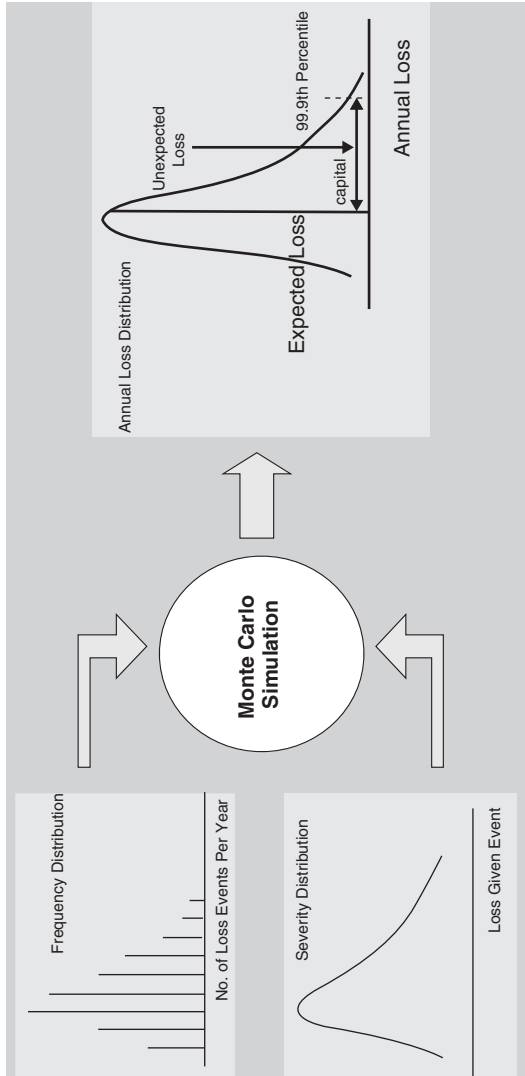 Frequency Distribution
No. of Loss Events Per Year
Severity Distribution
Loss Given Event
Monte Carlo
Simulation
Annual Loss Distribution
Unexpected
Loss
99.9th Percentile
capital
Expected Loss
Annual Loss